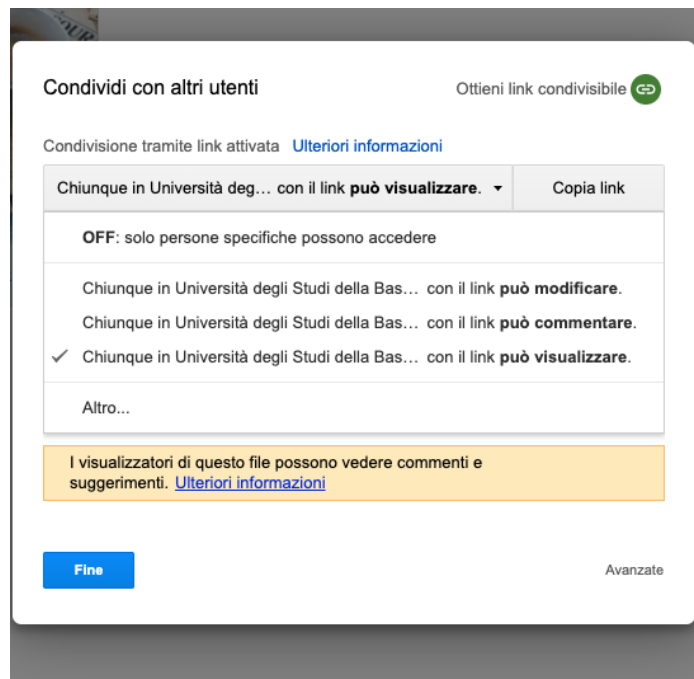 OUR
Condividi con altri utenti
Ottieni link condivisibile
Condivisione tramite link attivata Ulteriori informazioni
Chiunque in Università deg... con il link può visualizzare. Copia link
OFF: solo persone specifiche possono accedere
Chiunque in Università degli Studi della Bas... con il link può modificare.
Chiunque in Università degli Studi della Bas... con il link può commentare.
Chiunque in Università degli Studi della Bas... con il link può visualizzare.
Altro...
I visualizzatori di questo file possono vedere commenti e
suggerimenti. Ulteriori informazioni
Fine
Avanzate